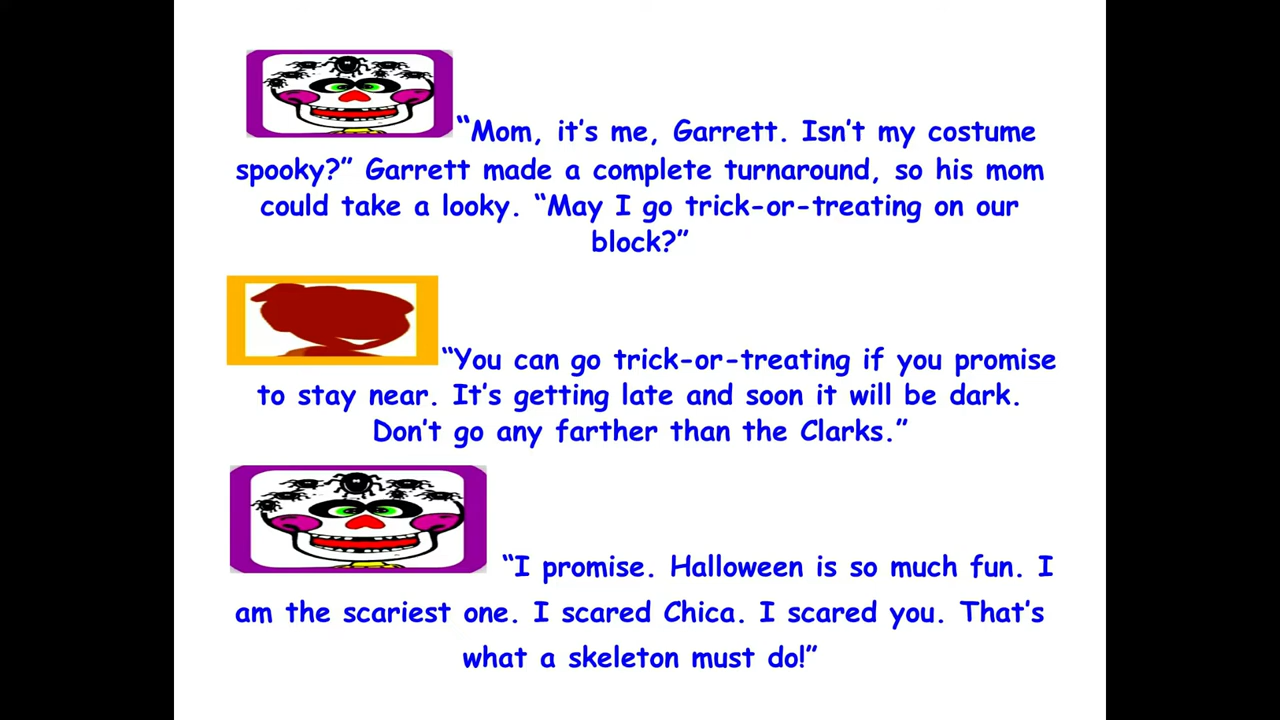 “Mom, it’s me, Garrett. Isn’t my costume
spooky?” Garrett made a complete turnaround, so his mom
could take a looky. “May I go trick-or-treating on our
block?”
“You can go trick-or-treating if you promise
to stay near. It’s getting late and soon it will be dark.
Don’t go any farther than the Clarks.”
“I promise. Halloween is so much fun. I
am the scariest one. I scared Chica. I scared you. That’s
what a skeleton must do!”